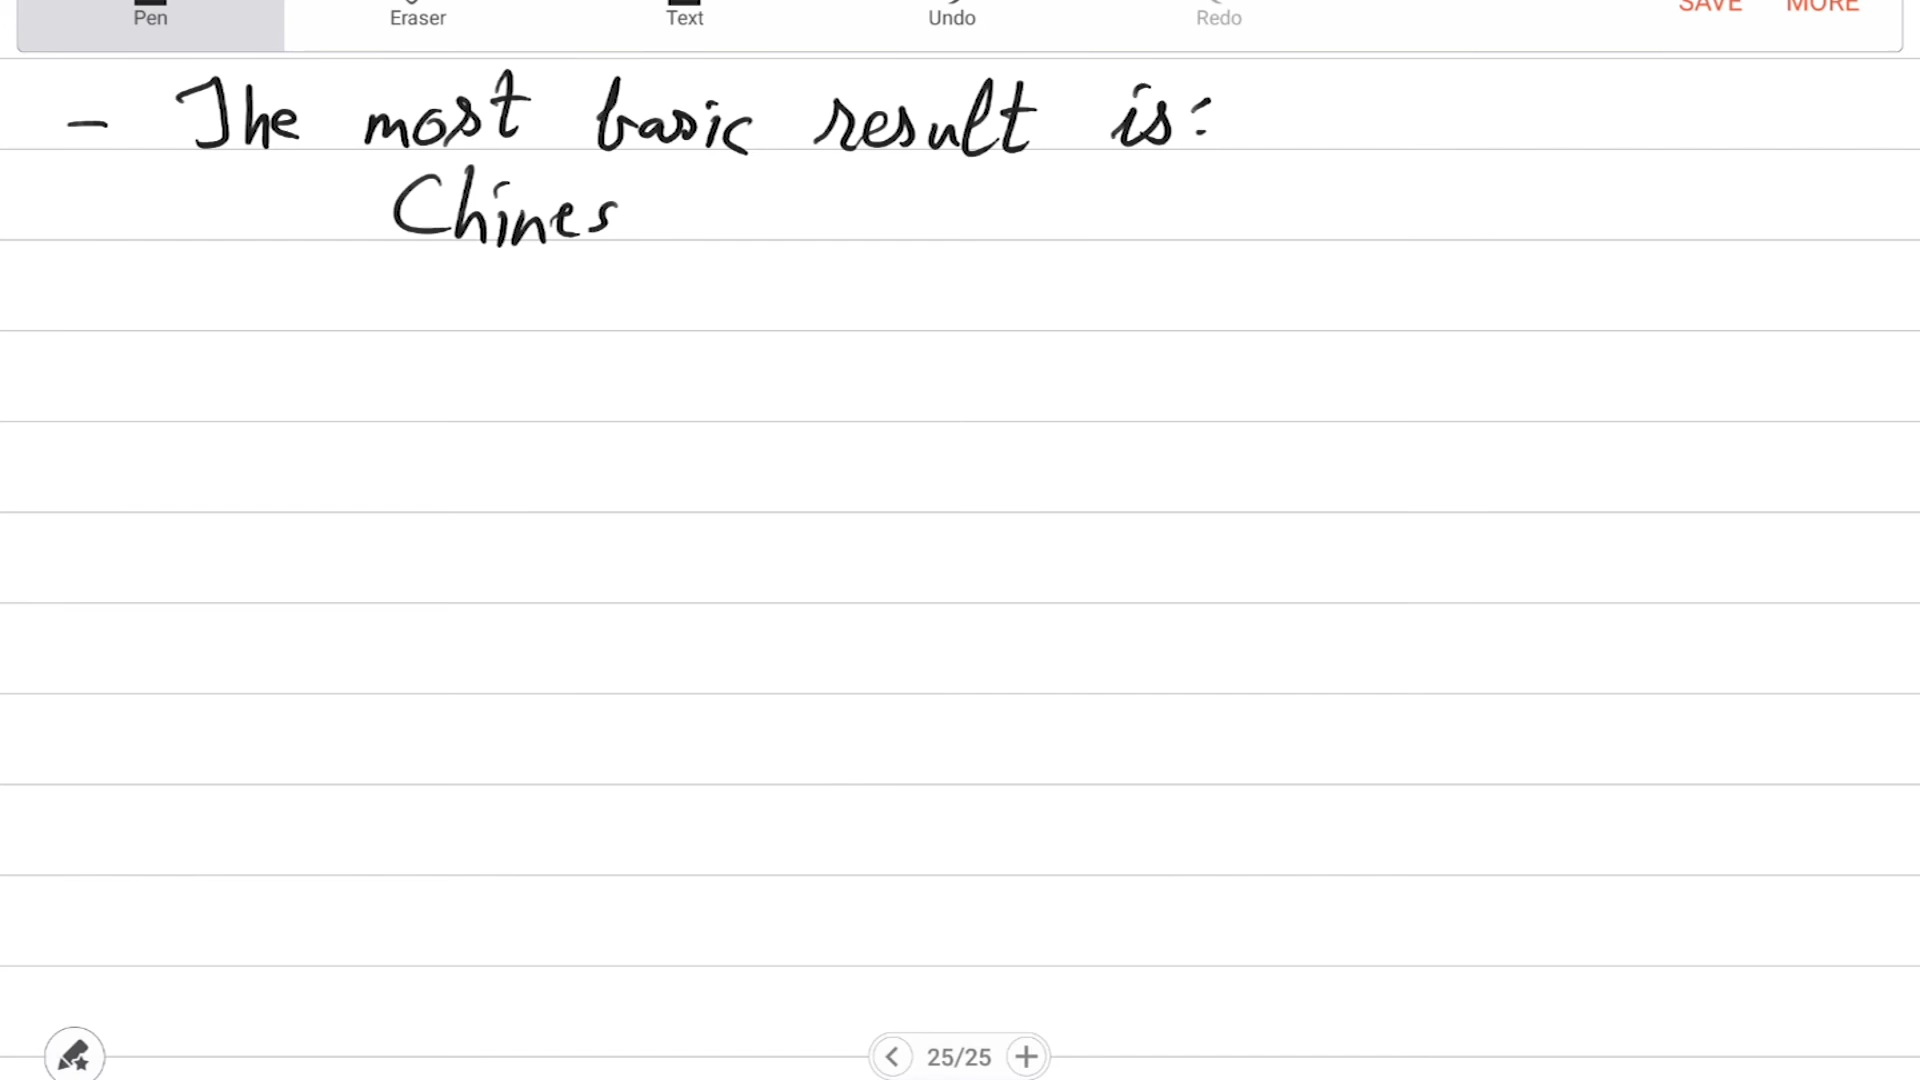 Pen Eraser Text Undo Redo SAVE MORE
- The most basic result is:
Chines
25/25